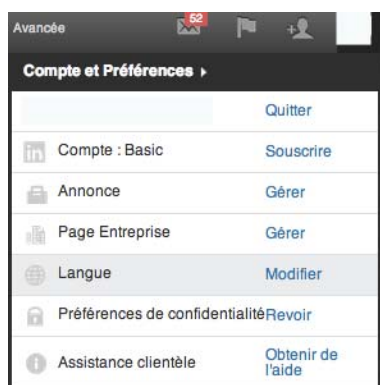 Avancée 52
Compte et Préférences ▸
Quitter
in Compte : Basic Souscrire
Annonce Gérer
Page Entreprise Gérer
Langue Modifier
Préférences de confidentialité Revoir
Assistance clientèle Obtenir de
l'aide